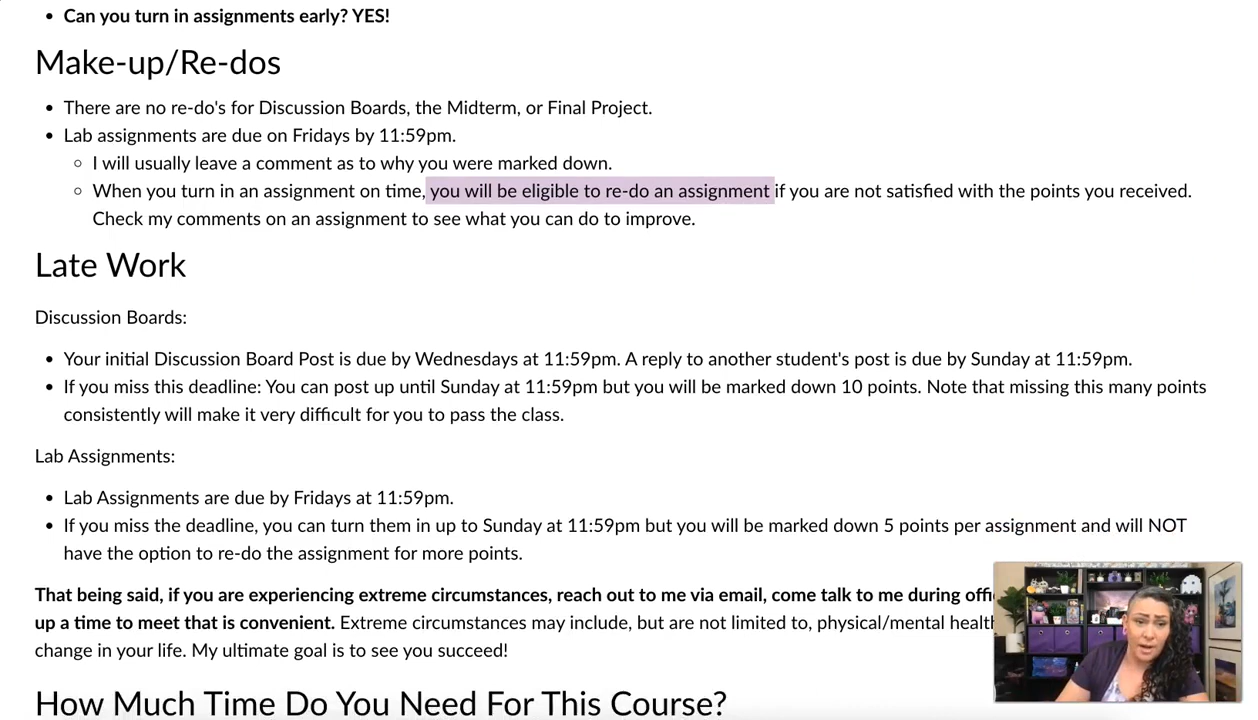 Can you turn in assignments early? YES!
Make-up/Re-dos
There are no re-do's for Discussion Boards, the Midterm, or Final Project.
Lab assignments are due on Fridays by 11:59pm.
I will usually leave a comment as to why you were marked down.
When you turn in an assignment on time, you will be eligible to re-do an assignment if you are not satisfied with the points you received.
Check my comments on an assignment to see what you can do to improve.
Late Work
Discussion Boards:
Your initial Discussion Board Post is due by Wednesdays at 11:59pm. A reply to another student's post is due by Sunday at 11:59pm.
If you miss this deadline: You can post up until Sunday at 11:59pm but you will be marked down 10 points. Note that missing this many points
consistently will make it very difficult for you to pass the class.
Lab Assignments:
Lab Assignments are due by Fridays at 11:59pm.
If you miss the deadline, you can turn them in up to Sunday at 11:59pm but you will be marked down 5 points per assignment and will NOT
have the option to re-do the assignment for more points.
That being said, if you are experiencing extreme circumstances, reach out to me via email, come talk to me during
up a time to meet that is convenient. Extreme circumstances may include, but are not limited to, physical/mental
change in your life. My ultimate goal is to see you succeed!
How Much Time Do You Need For This Course?